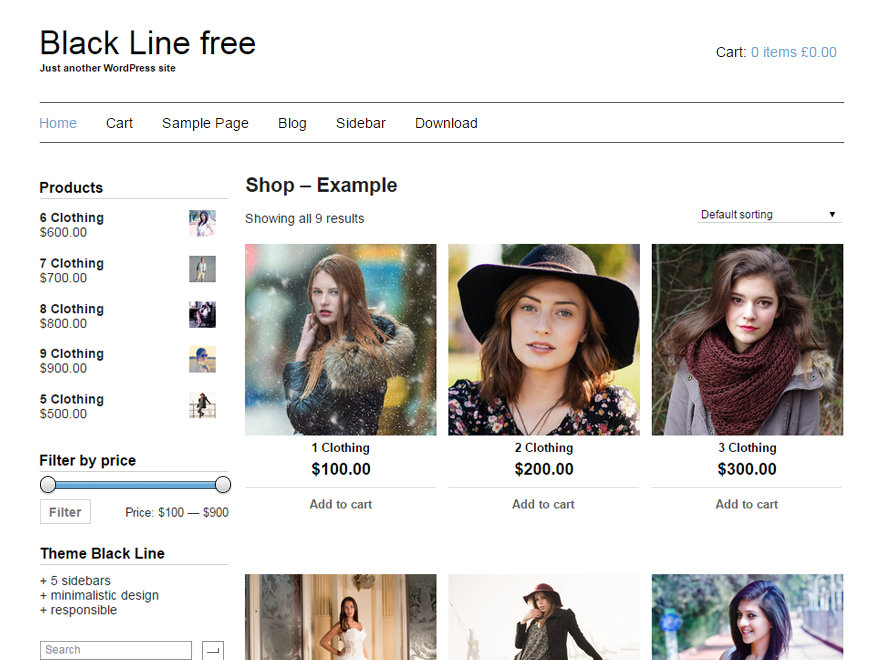 Black Line free
Just another WordPress site
Cart: 0 items £0.00
Home Cart Sample Page Blog Sidebar Download
Products
6 Clothing
$600.00
7 Clothing
$700.00
8 Clothing
$800.00
9 Clothing
$900.00
5 Clothing
$500.00
Filter by price
Filter Price: $100 — $900
Theme Black Line
+ 5 sidebars
+ minimalistic design
+ responsible
Search
Shop – Example
Showing all 9 results
Default sorting
1 Clothing
$100.00
Add to cart
2 Clothing
$200.00
Add to cart
3 Clothing
$300.00
Add to cart